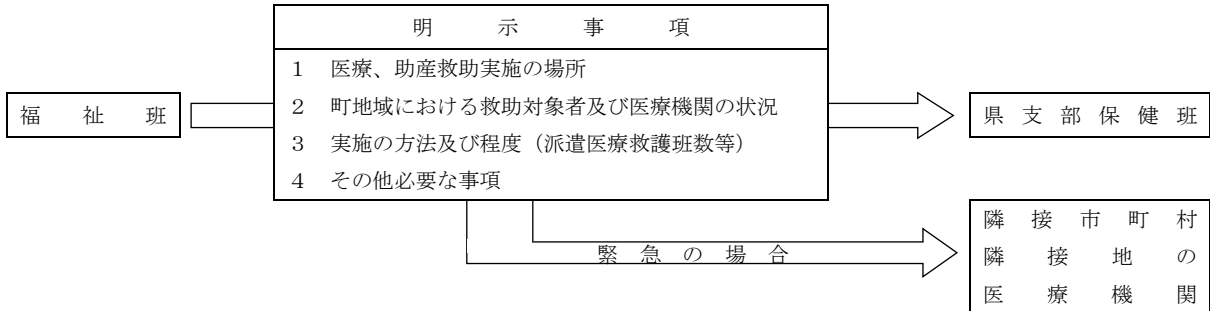 明示事項
1 医療、助産救助実施の場所
福祉班
2 町地域における救助対象者及び医療機関の状況
県支部保健班
3 実施の方法及び程度（派遣医療救護班数等）
4 その他必要な事項
緊急の場合
隣接市町村
隣接地の
医療機関